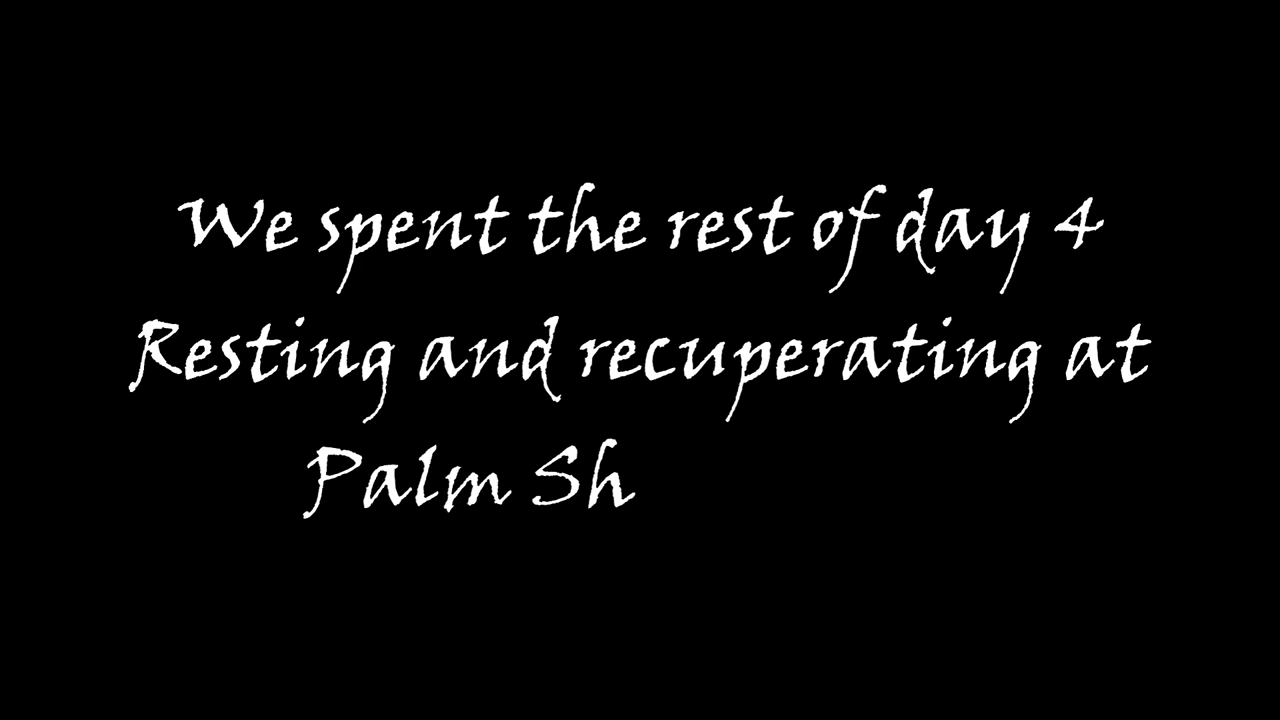 We spent the rest of day 4
Resting and recuperating at
Palm Sh